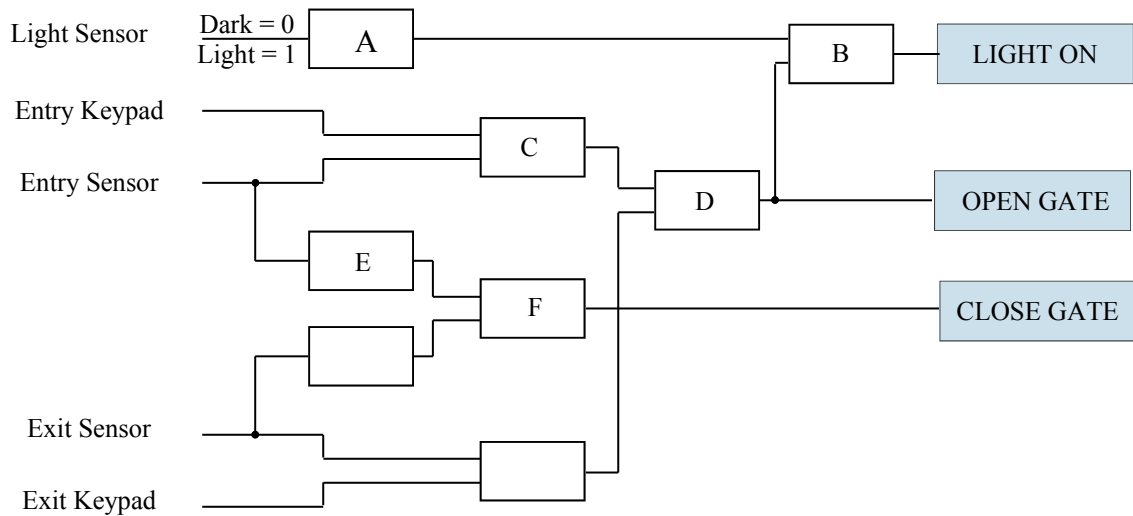 Light Sensor
Dark = 0
Light = 1
A
B
LIGHT ON
Entry Keypad
C
Entry Sensor
D
OPEN GATE
E
F
CLOSE GATE
Exit Sensor
Exit Keypad